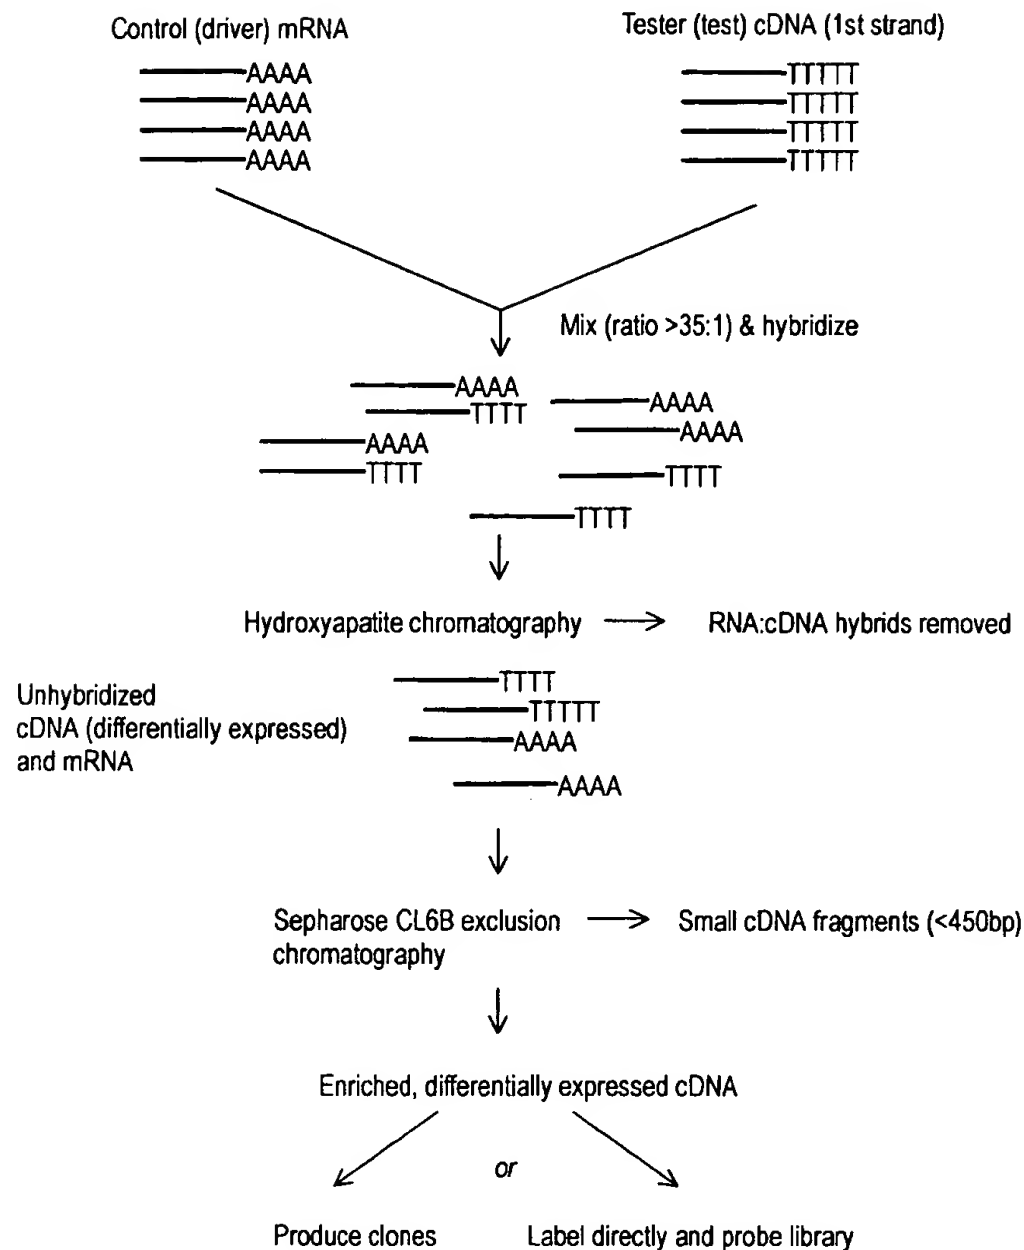 Control (driver) mRNA
Tester (test) cDNA (1st strand)
AAAA
AAAA
AAAA
AAAA
TTTTT
TTTTT
TTTTT
TTTTT
Mix (ratio >35:1) & hybridize
AAAA
TTTT
AAAA
TTTT
AAAA
AAAA
TTTT
TTTT
Hydroxyapatite chromatography
RNA:cDNA hybrids removed
Unhybridized
cDNA (differentially expressed)
and mRNA
TTTT
TTTTT
AAAA
AAAA
Sepharose CL6B exclusion
chromatography
Small cDNA fragments (<450bp)
Enriched, differentially expressed cDNA
or
Produce clones
Label directly and probe library